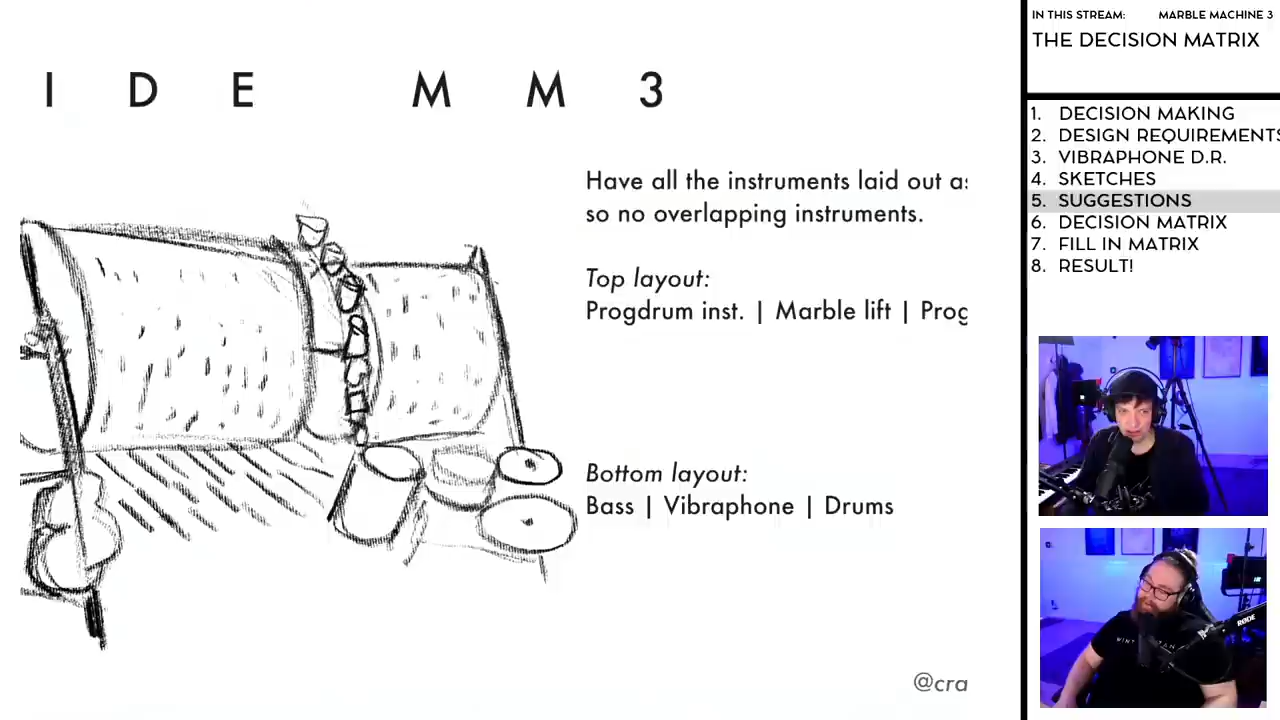 I D E M M 3
Have all the instruments laid out
so no overlapping instruments.
Top layout:
Progdrum inst. | Marble lift |
Bottom layout:
Bass | Vibraphone | Drums
IN THIS STREAM: MARBLE MACHINE 3
THE DECISION MATRIX
1. DECISION MAKING
2. DESIGN REQUIREMENTS
3. VIBRAPHONE D.R.
4. SKETCHES
5. SUGGESTIONS
6. DECISION MATRIX
7. FILL IN MATRIX
8. RESULT!
RØDE